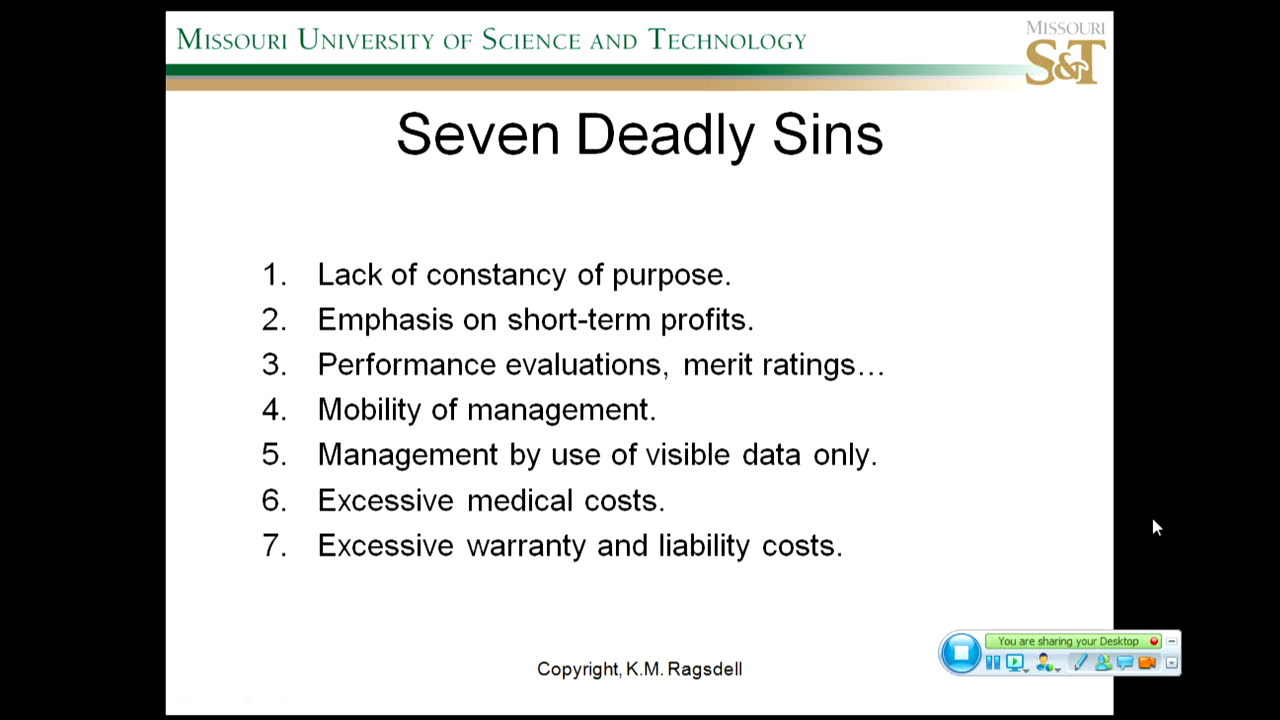 MISSOURI UNIVERSITY OF SCIENCE AND TECHNOLOGY
MISSOURI
S&T
Seven Deadly Sins
1. Lack of constancy of purpose.
2. Emphasis on short-term profits.
3. Performance evaluations, merit ratings…
4. Mobility of management.
5. Management by use of visible data only.
6. Excessive medical costs.
7. Excessive warranty and liability costs.
You are sharing your Desktop
Copyright, K.M. Ragsdell